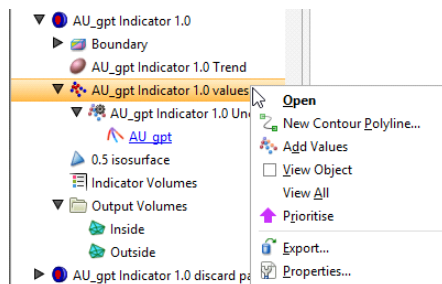 AU_gpt Indicator 1.0
Boundary
AU_gpt Indicator 1.0 Trend
AU_gpt Indicator 1.0 values
AU_gpt Indicator 1.0
AU_gpt
0.5 isosurface
Indicator Volumes
Output Volumes
Inside
Outside
AU_gpt Indicator 1.0 discard
Open
New Contour Polyline...
Add Values
View Object
View All
Prioritise
Export...
Properties...